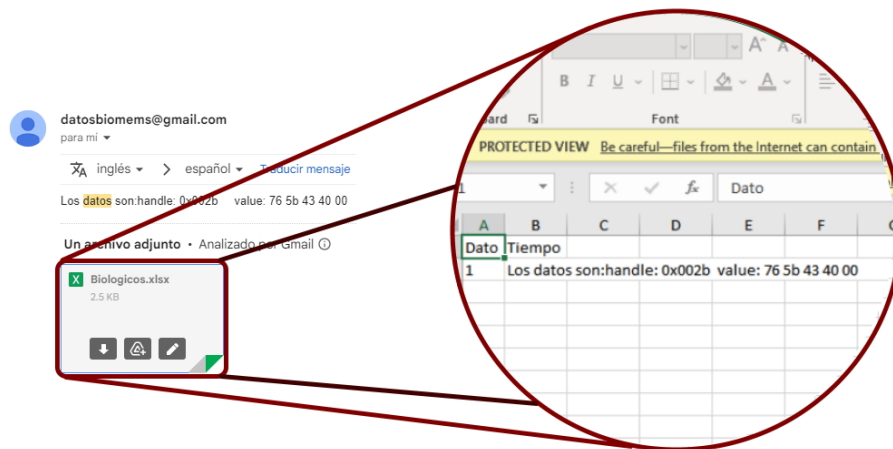 datosbiomems@gmail.com
para mí
inglés > español Traducir mensaje
Los datos son:handle: 0x002b value: 76 5b 43 40 00
Un archivo adjunto • Analizado por Gmail
X Biologicos.xlsx
2.5 KB
A A
B I U A
Font
PROTECTED VIEW Be careful—files from the Internet can contain
1 fx Dato
A B C D E F
Dato Tiempo
1 Los datos son:handle: 0x002b value: 76 5b 43 40 00